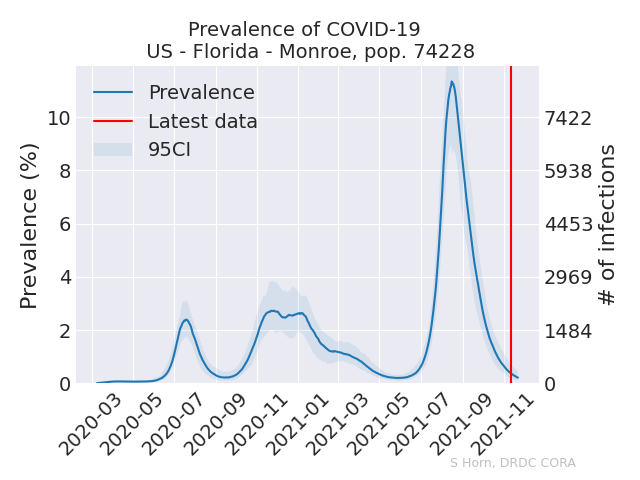 Prevalence of COVID-19
US - Florida - Monroe, pop. 74228
Prevalence
Latest data
95CI
Prevalence (%)
10
8
6
4
2
0
7422
5938
4453
2969
1484
0
# of infections
2020-03
2020-05
2020-07
2020-09
2020-11
2021-01
2021-03
2021-05
2021-07
2021-09
2021-11
S Horn, DRDC CORA